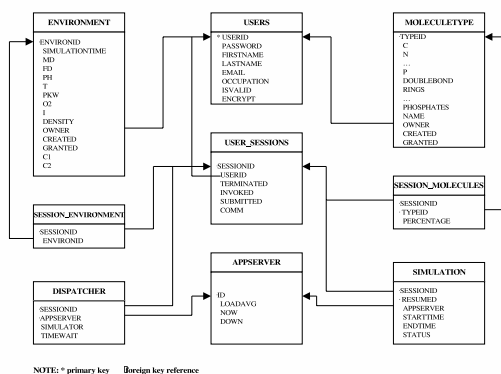 ENVIRONMENT
·ENVIRONID
SIMULATIONTIME
MD
FD
PH
T
PKW
O2
I
DENSITY
OWNER
CREATED
GRANTED
C1
C2
USERS
* USERID
PASSWORD
FIRSTNAME
LASTNAME
EMAIL
OCCUPATION
ISVALID
ENCRYPT
MOLECULETYPE
·TYPEID
C
N
...
P
DOUBLEBOND
RINGS
...
PHOSPHATES
NAME
OWNER
CREATED
GRANTED
USER_SESSIONS
·SESSIONID
USERID
TERMINATED
INVOKED
SUBMITTED
COMM
SESSION_ENVIRONMENT
·SESSIONID
ENVIRONID
SESSION_MOLECULES
·SESSIONID
·TYPEID
PERCENTAGE
DISPATCHER
·SESSIONID
·APPSERVER
SIMULATOR
TIMEWAIT
APPSERVER
·ID
LOADAVG
NOW
DOWN
SIMULATION
·SESSIONID
·RESUMED
APPSERVER
STARTTIME
ENDTIME
STATUS
NOTE: * primary key foreign key reference